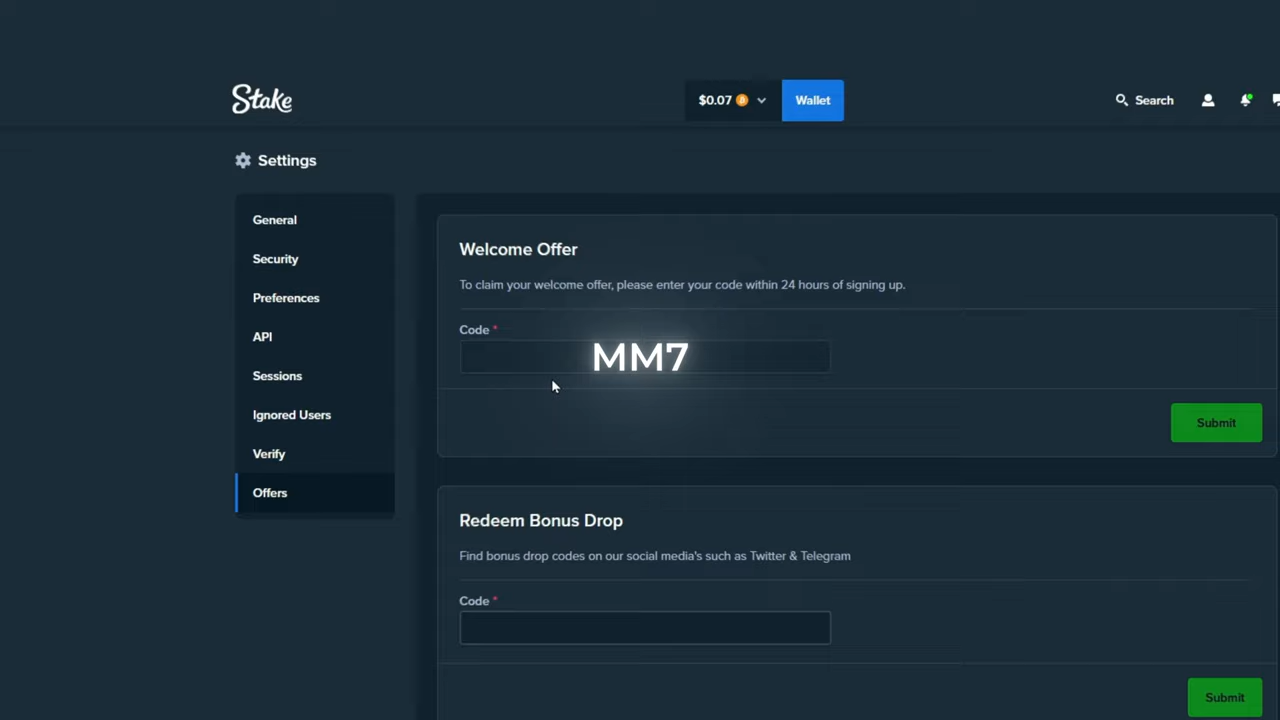 Stake
$0.07
Wallet
Search
Settings
General
Security
Preferences
API
Sessions
Ignored Users
Verify
Offers
Welcome Offer
To claim your welcome offer, please enter your code within 24 hours of signing up.
Code *
MM7
Submit
Redeem Bonus Drop
Find bonus drop codes on our social media's such as Twitter & Telegram
Code *
Submit